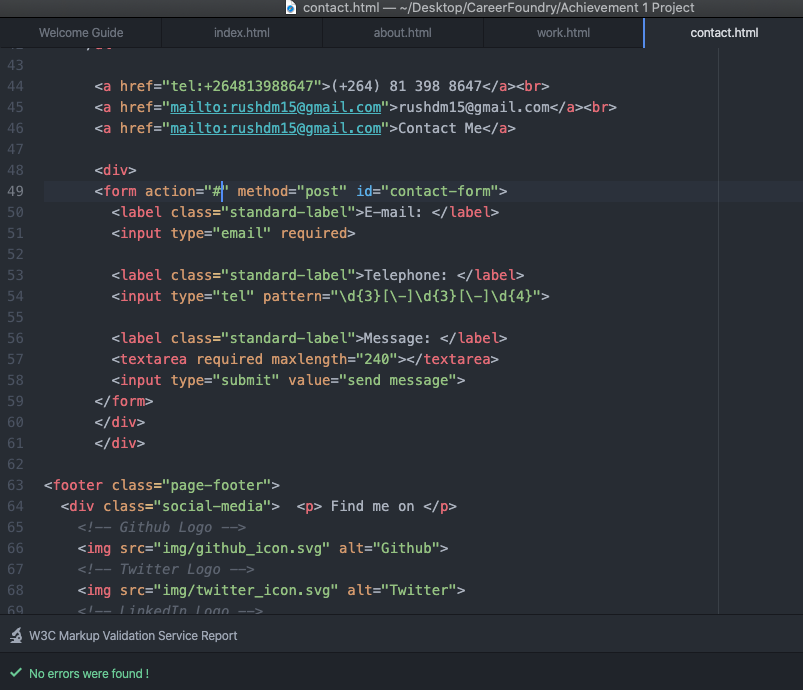 contact.html — ~/Desktop/CareerFoundry/Achievement 1 Project
Welcome Guide index.html about.html work.html contact.html
43
44 <a href="tel:+264813988647">(+264) 81 398 8647</a><br>
45 <a href="mailto:rushdm15@gmail.com">rushdm15@gmail.com</a><br>
46 <a href="mailto:rushdm15@gmail.com">Contact Me</a>
47
48 <div>
49 <form action="#" method="post" id="contact-form">
50 <label class="standard-label">E-mail: </label>
51 <input type="email" required>
52
53 <label class="standard-label">Telephone: </label>
54 <input type="tel" pattern="\d{3}[\-]\d{3}[\-]\d{4}">
55
56 <label class="standard-label">Message: </label>
57 <textarea required maxlength="240"></textarea>
58 <input type="submit" value="send message">
59 </form>
60 </div>
61 </div>
62
63 <footer class="page-footer">
64 <div class="social-media"> <p> Find me on </p>
65 <!-- Github Logo -->
66 <img src="img/github_icon.svg" alt="Github">
67 <!-- Twitter Logo -->
68 <img src="img/twitter_icon.svg" alt="Twitter">
69 <!-- LinkedIn Logo -->
W3C Markup Validation Service Report
No errors were found !